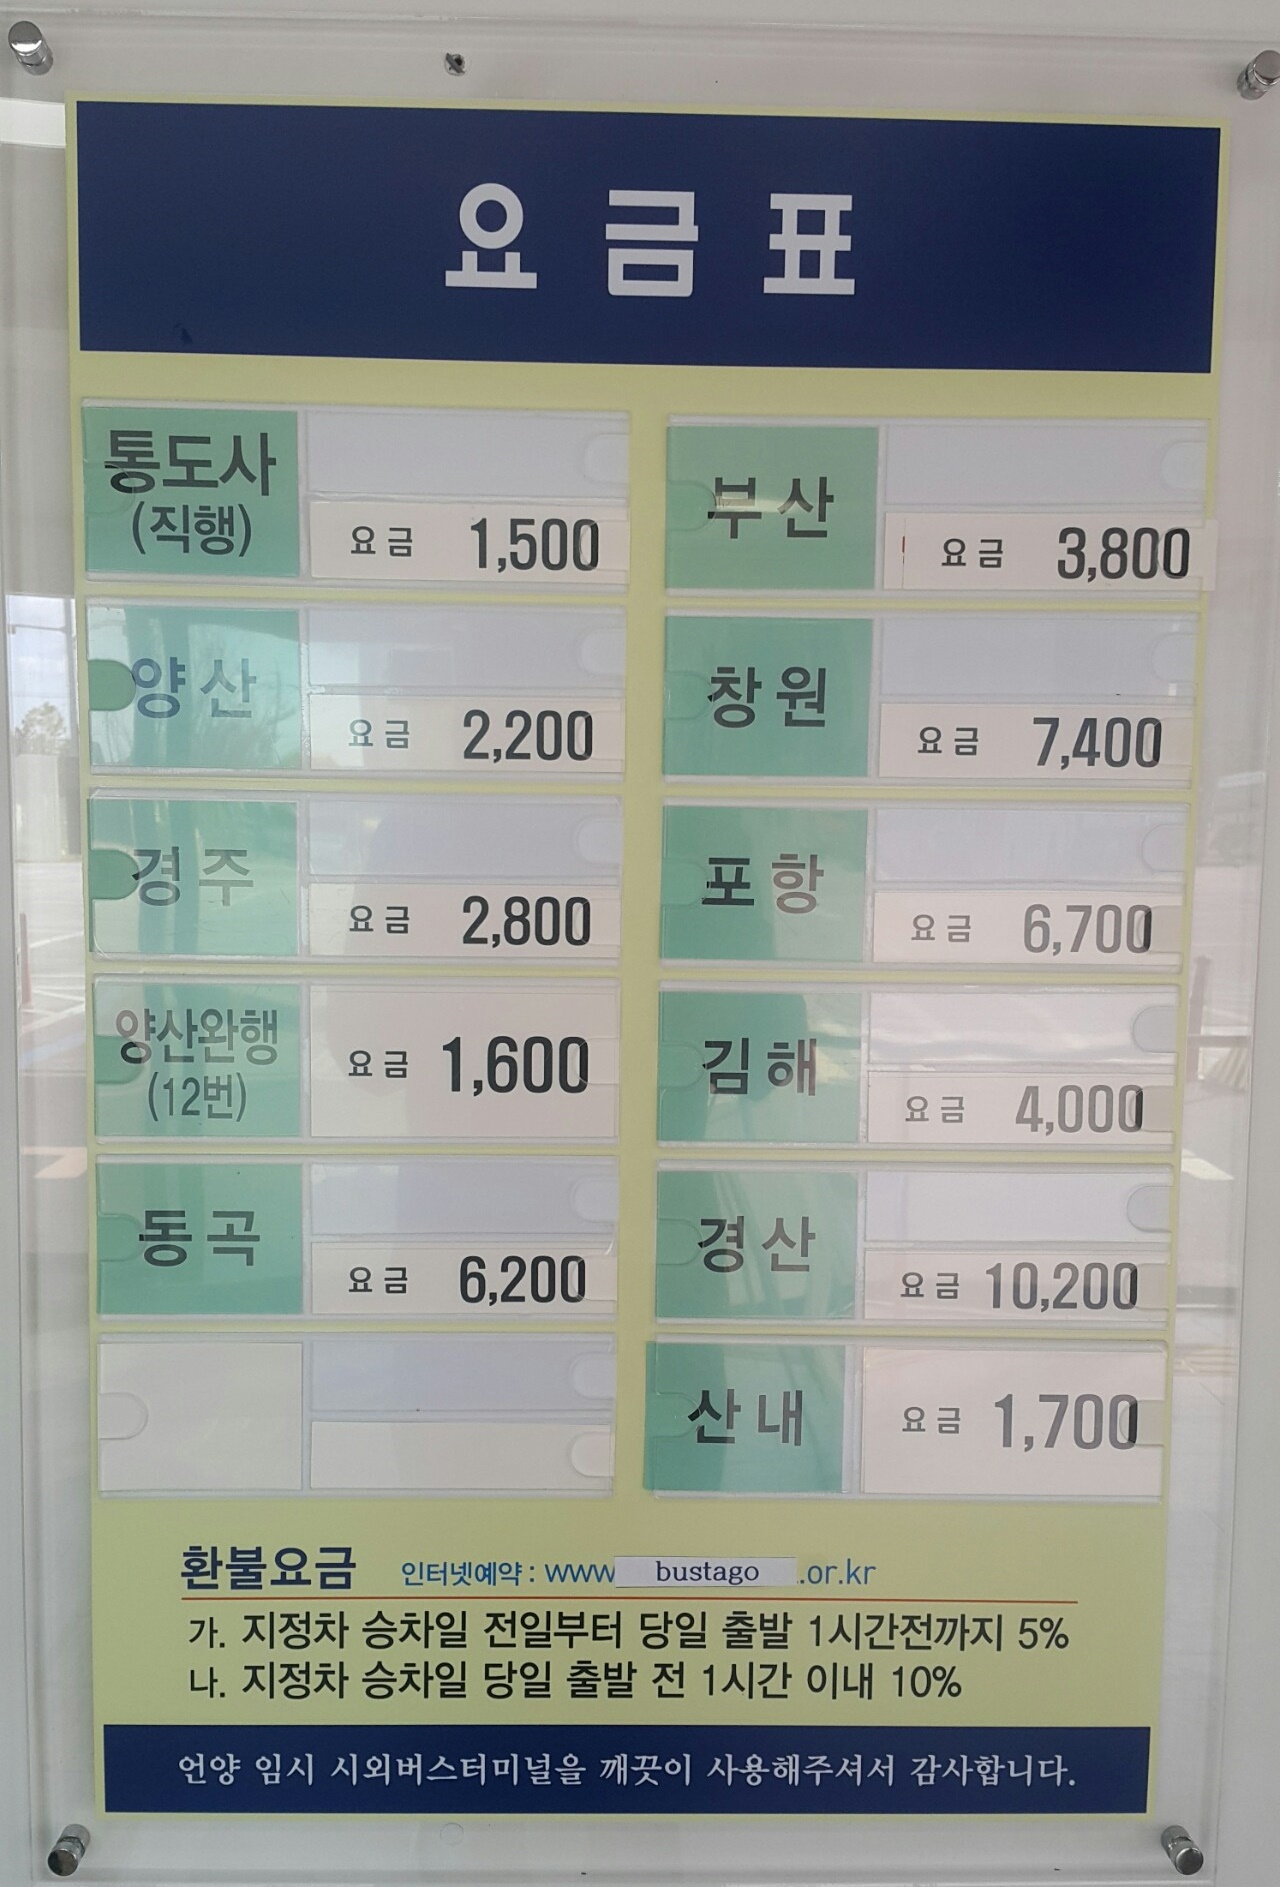 요금표
통도사
(직행)
요금 1,500
부산
요금 3,800
양산
요금 2,200
창원
요금 7,400
경주
요금 2,800
포항
요금 6,700
양산완행
(12번)
요금 1,600
김해
요금 4,000
동곡
요금 6,200
경산
요금 10,200
산내
요금 1,700
환불요금 인터넷예약 : www bustago .or.kr
가. 지정차 승차일 전일부터 당일 출발 1시간전까지 5%
나. 지정차 승차일 당일 출발 전 1시간 이내 10%
언양 임시 시외버스터미널을 깨끗이 사용해주셔서 감사합니다.